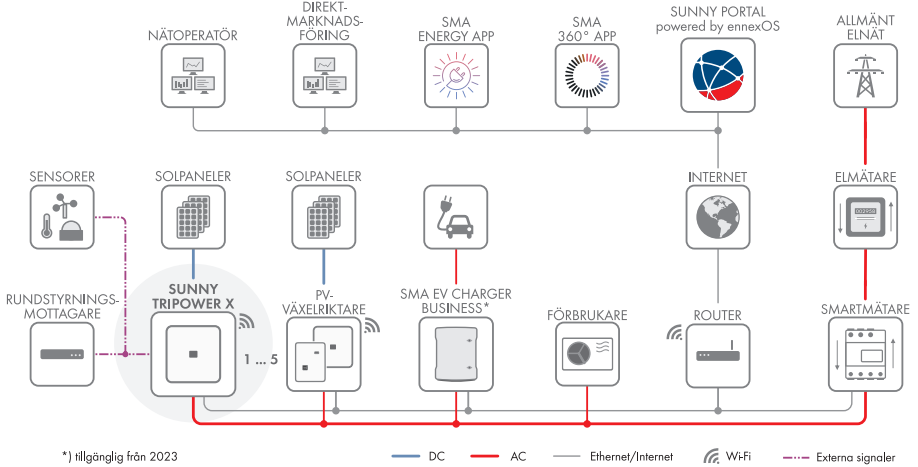 NÄTOPERATÖR
DIREKT-
MARKNADS-
FÖRING
SMA
ENERGY APP
SMA
360° APP
SUNNY PORTAL
powered by ennexOS
ALLMÄNT
ELNÄT
SENSORER
SOLPANELER
SOLPANELER
INTERNET
ELMÄTARE
RUNDSTYRNINGS-
MOTTAGARE
SUNNY
TRIPOWER X
1 ... 5
PV-
VÄXELRIKTARE
SMA EV CHARGER
BUSINESS*
FÖRBRUKARE
ROUTER
SMARTMÄTARE
*) tillgänglig från 2023
DC
AC
Ethernet/Internet
Wi-Fi
Externa signaler